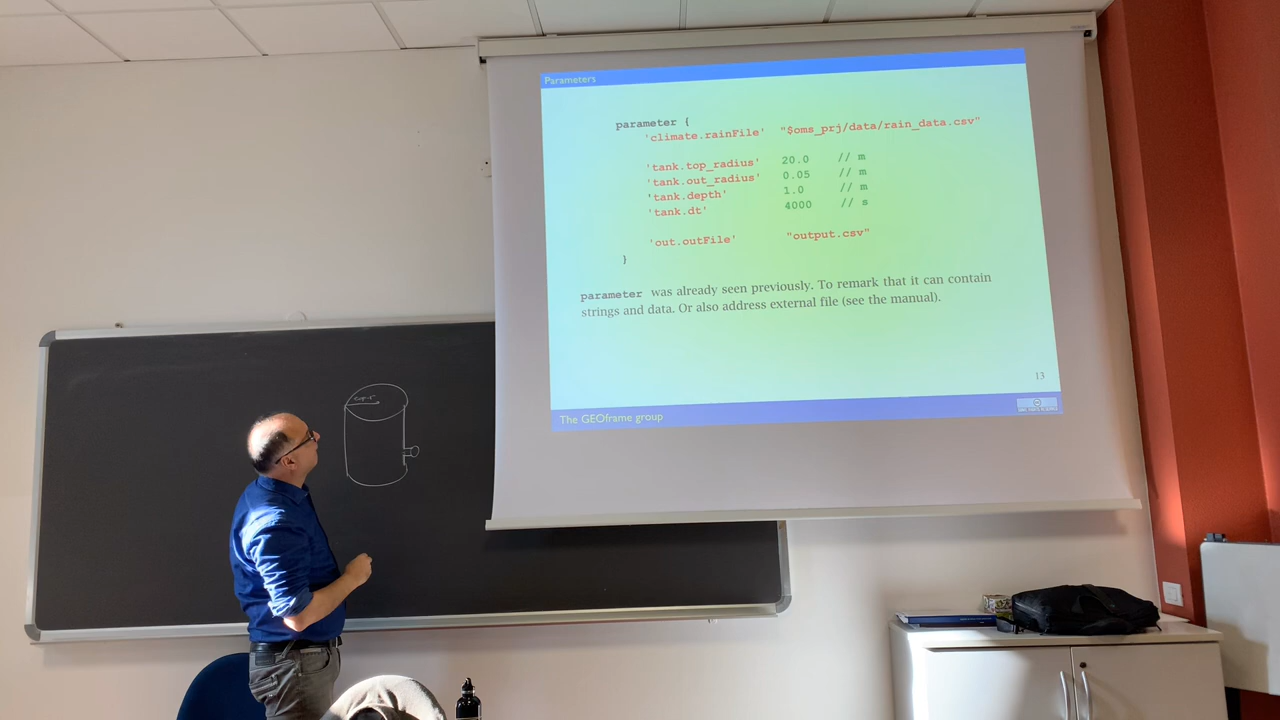 Parameters
parameter {
'climate.rainFile' "$oms_prj/data/rain_data.csv"
'tank.top_radius' 20.0 // m
'tank.out_radius' 0.05 // m
'tank.depth' 1.0 // m
'tank.dt' 4000 // s
'out.outFile' "output.csv"
}
parameter was already seen previously. To remark that it can contain
strings and data. Or also address external file (see the manual).
13
The GEOframe group